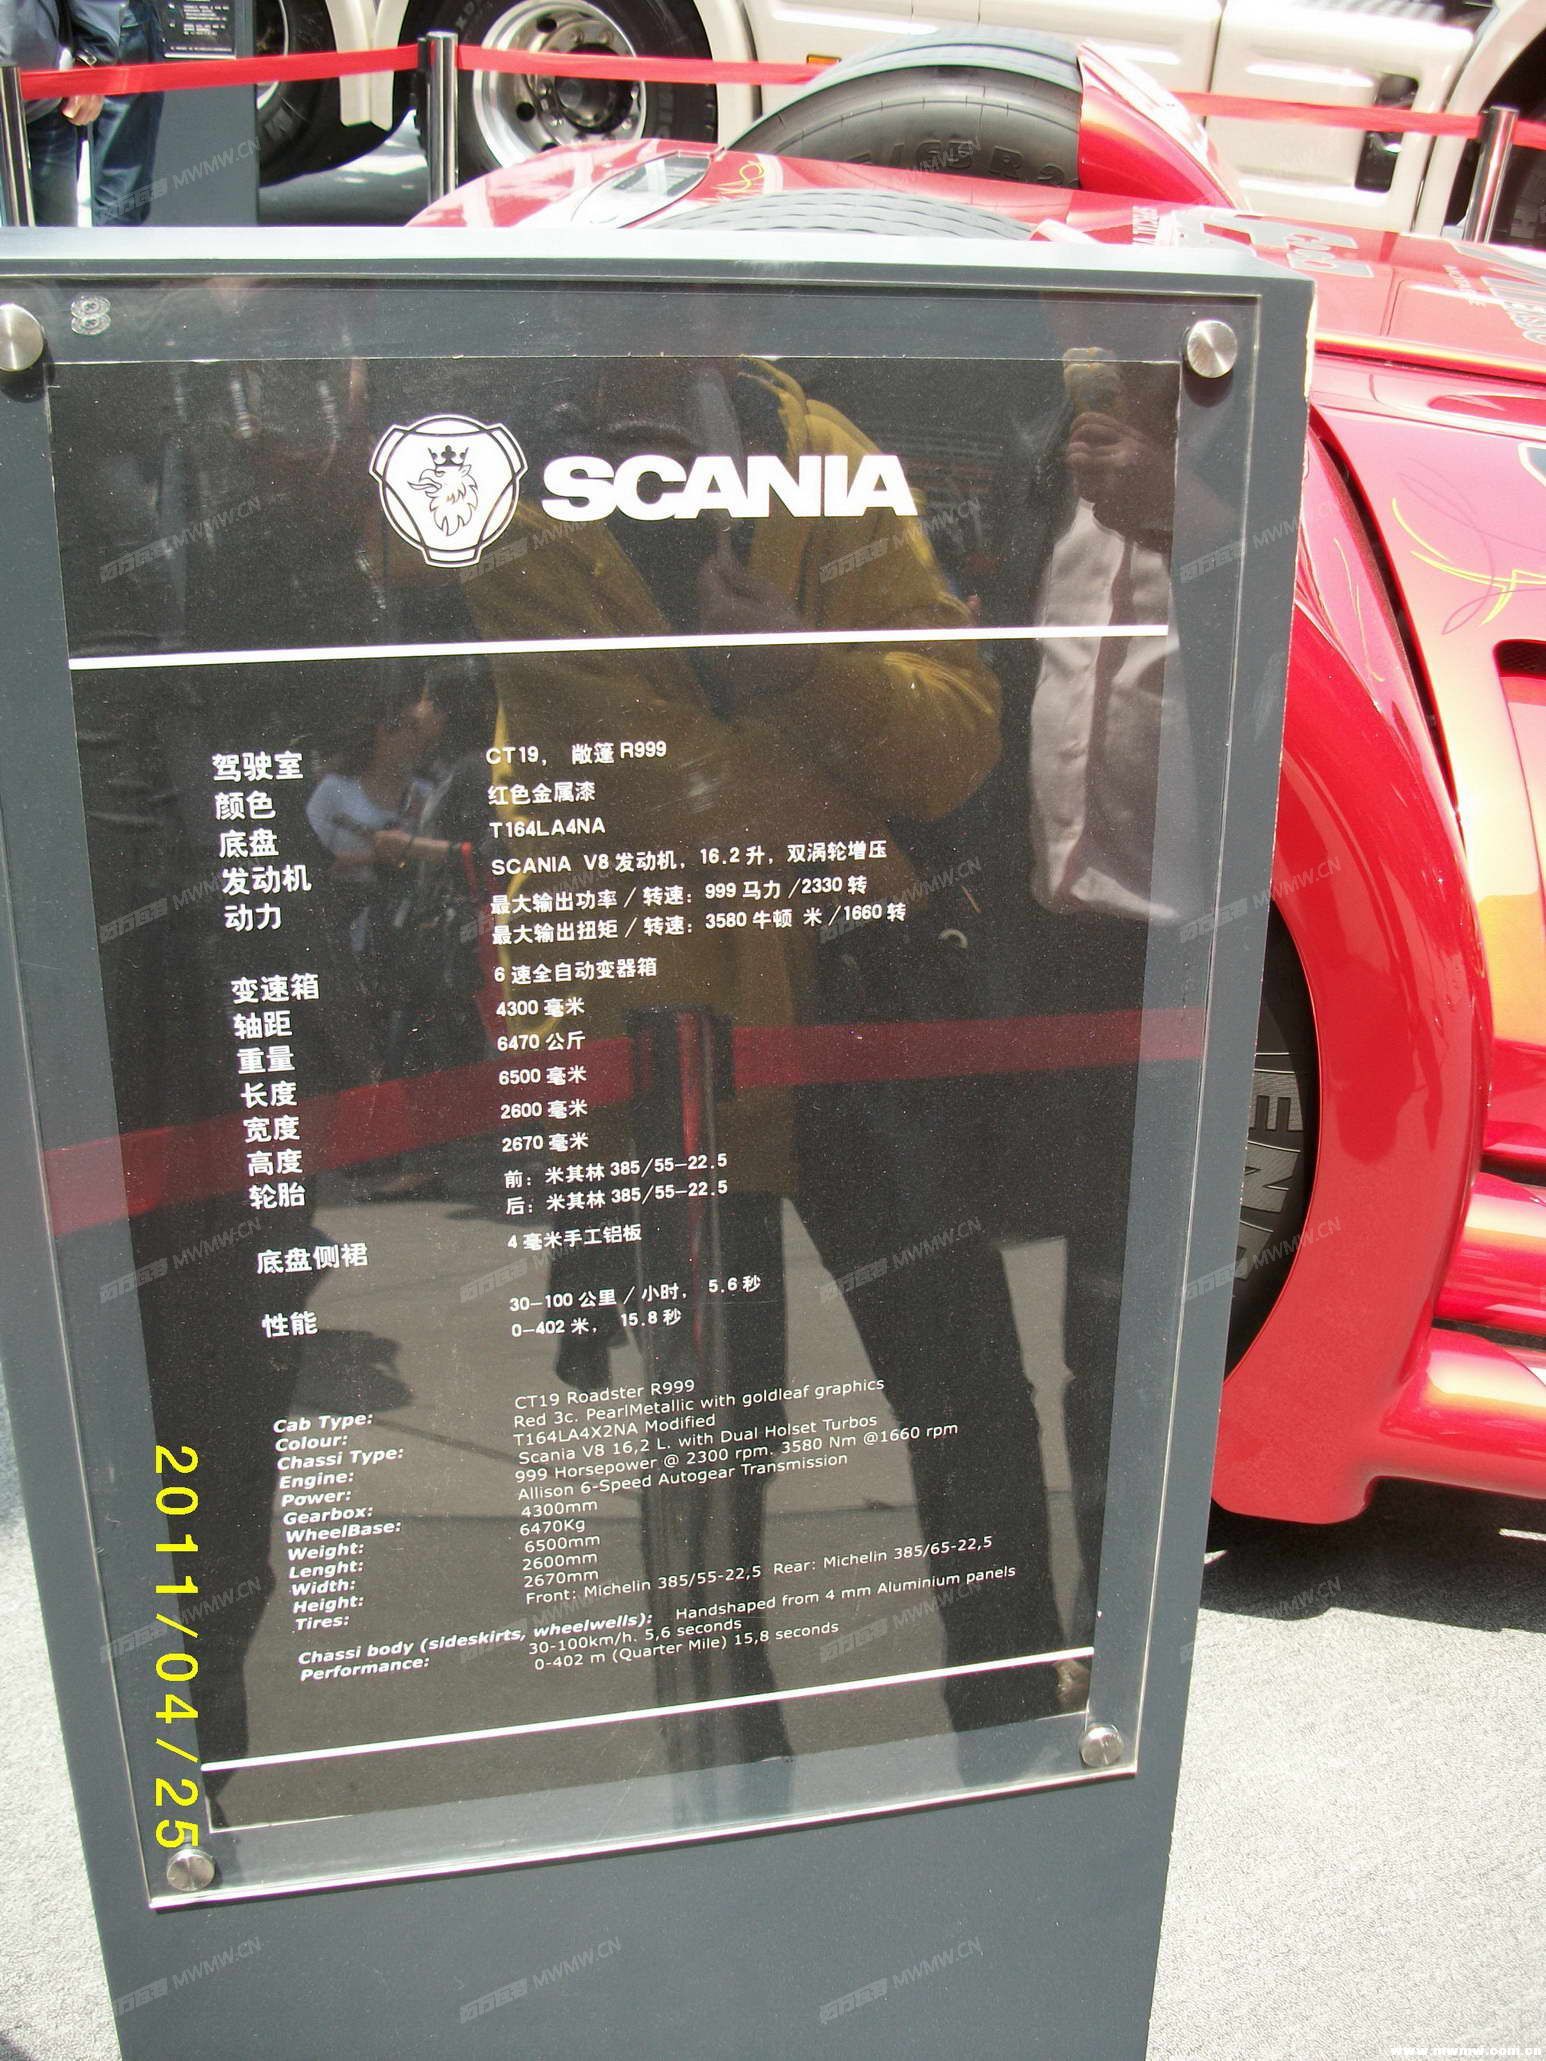 SCANIA
驾驶室 CT19, 敞篷 R999
颜色 红色金属漆
底盘 T164LA4NA
发动机 SCANIA V8 发动机，16.2 升，双涡轮增压
动力 最大输出功率 / 转速：999 马力 /2330 转
最大输出扭矩 / 转速：3580 牛顿 米 /1660 转
变速箱 6 速全自动变器箱
轴距 4300 毫米
重量 6470 公斤
长度 6500 毫米
宽度 2600 毫米
高度 2670 毫米
轮胎 前：米其林 385/55-22.5
后：米其林 385/55-22.5
底盘侧裙 4 毫米手工铝板
性能 30-100 公里 / 小时， 5.6 秒
0-402 米， 15.8 秒
Cab Type: CT19 Roadster R999
Colour: Red 3c. PearlMetallic with goldleaf graphics
Chassi Type: T164LA4X2NA Modified
Engine: Scania V8 16,2 L. with Dual Holset Turbos
Power: 999 Horsepower @ 2300 rpm. 3580 Nm @1660 rpm
Gearbox: Allison 6-Speed Autogear Transmission
WheelBase: 4300mm
Weight: 6470Kg
Lenght: 6500mm
Width: 2600mm
Height: 2670mm
Tires: Front: Michelin 385/55-22,5 Rear: Michelin 385/65-22,5
Chassi body (sideskirts, wheelwells): Handshaped from 4 mm Aluminium panels
Performance: 30-100km/h. 5,6 seconds
0-402 m (Quarter Mile) 15,8 seconds
2011/04/25
MWMW.CN
www.mwmw.com.cn